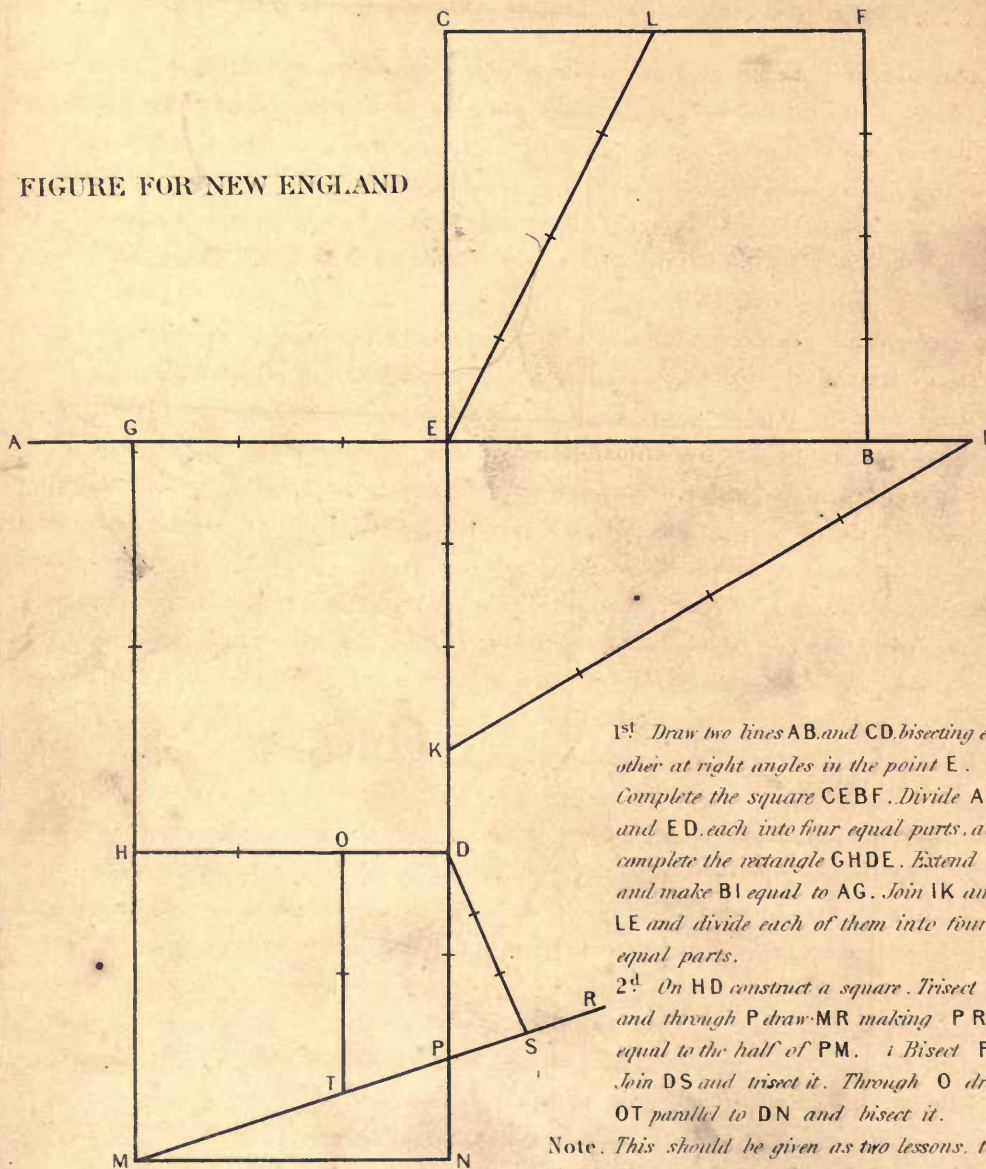 C L F
FIGURE FOR NEW ENGLAND
A G E B
K
1st Draw two lines AB. and CD. bisecting
other at right angles in the point E.
Complete the square CEBF. Divide A
and ED. each into four equal parts. a
complete the rectangle GHDE. Extend
and make BI equal to AG. Join IK an
LE and divide each of them into four
equal parts.
H O D
2d On HD construct a square. Trisect
and through P draw MR making PR
equal to the half of PM. Bisect
Join DS and trisect it. Through O
OT parallel to DN and bisect it.
R
P S
T
M N
Note. This should be given as two lessons.